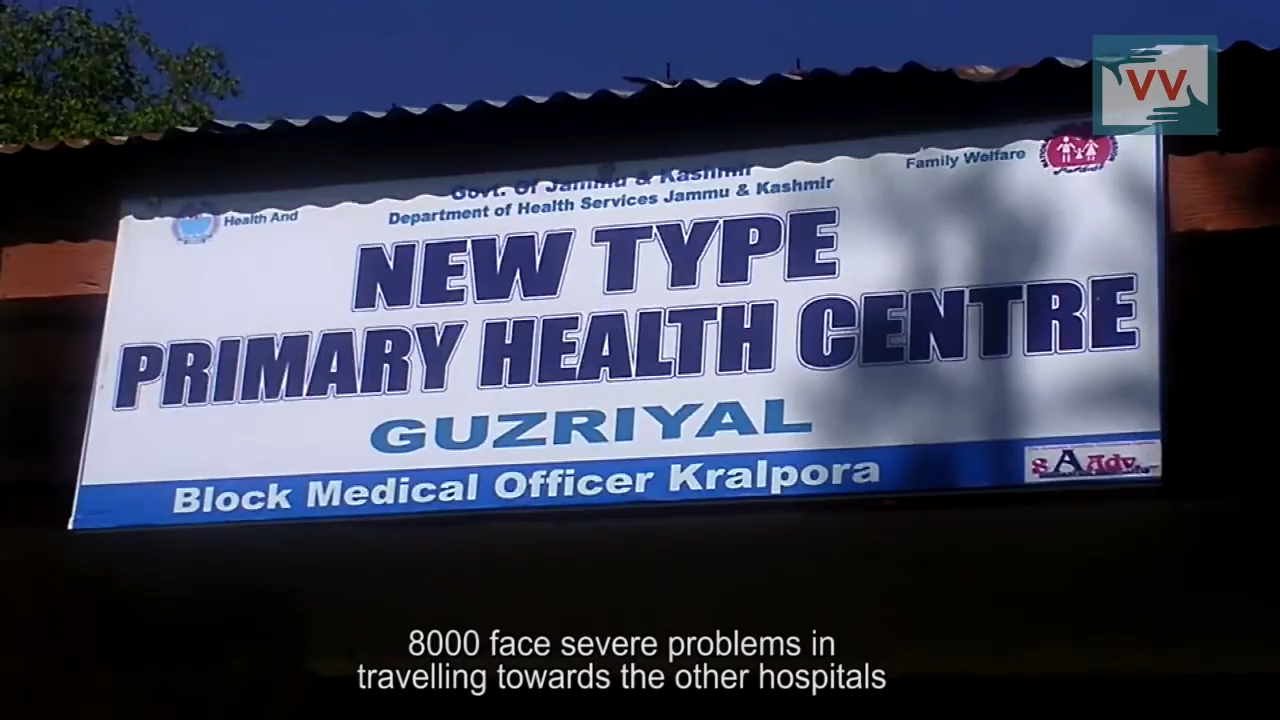 VV
Govt. Of Jammu & Kashmir
Family Welfare
Health And
Department of Health Services Jammu & Kashmir
NEW TYPE
PRIMARY HEALTH CENTRE
GUZRIYAL
Block Medical Officer Kralpora
S A Adv.
8000 face severe problems in
travelling towards the other hospitals